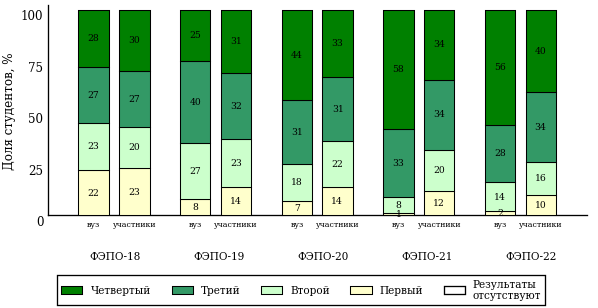 Доля студентов, %
100
75
50
25
0
28 30 25 31 44 33 58 34 56 40
27 27 40 32 31 31 33 34 28 34
23 20 27 23 18 22 8 20 14 16
22 23 8 14 7 14 1 12 2 10
вуз участники вуз участники вуз участники вуз участники вуз участники
ФЭПО-18 ФЭПО-19 ФЭПО-20 ФЭПО-21 ФЭПО-22
Четвертый Третий Второй Первый Результаты
отсутствуют